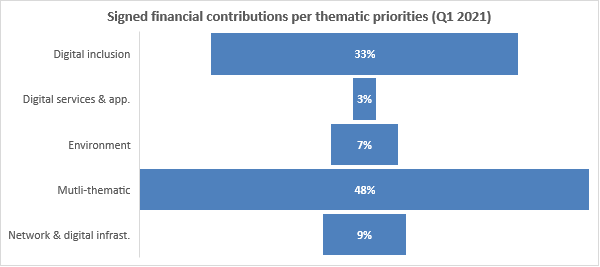 Signed financial contributions per thematic priorities (Q1 2021)
Digital inclusion 33%
Digital services & app. 3%
Environment 7%
Mutli-thematic 48%
Network & digital infrast. 9%